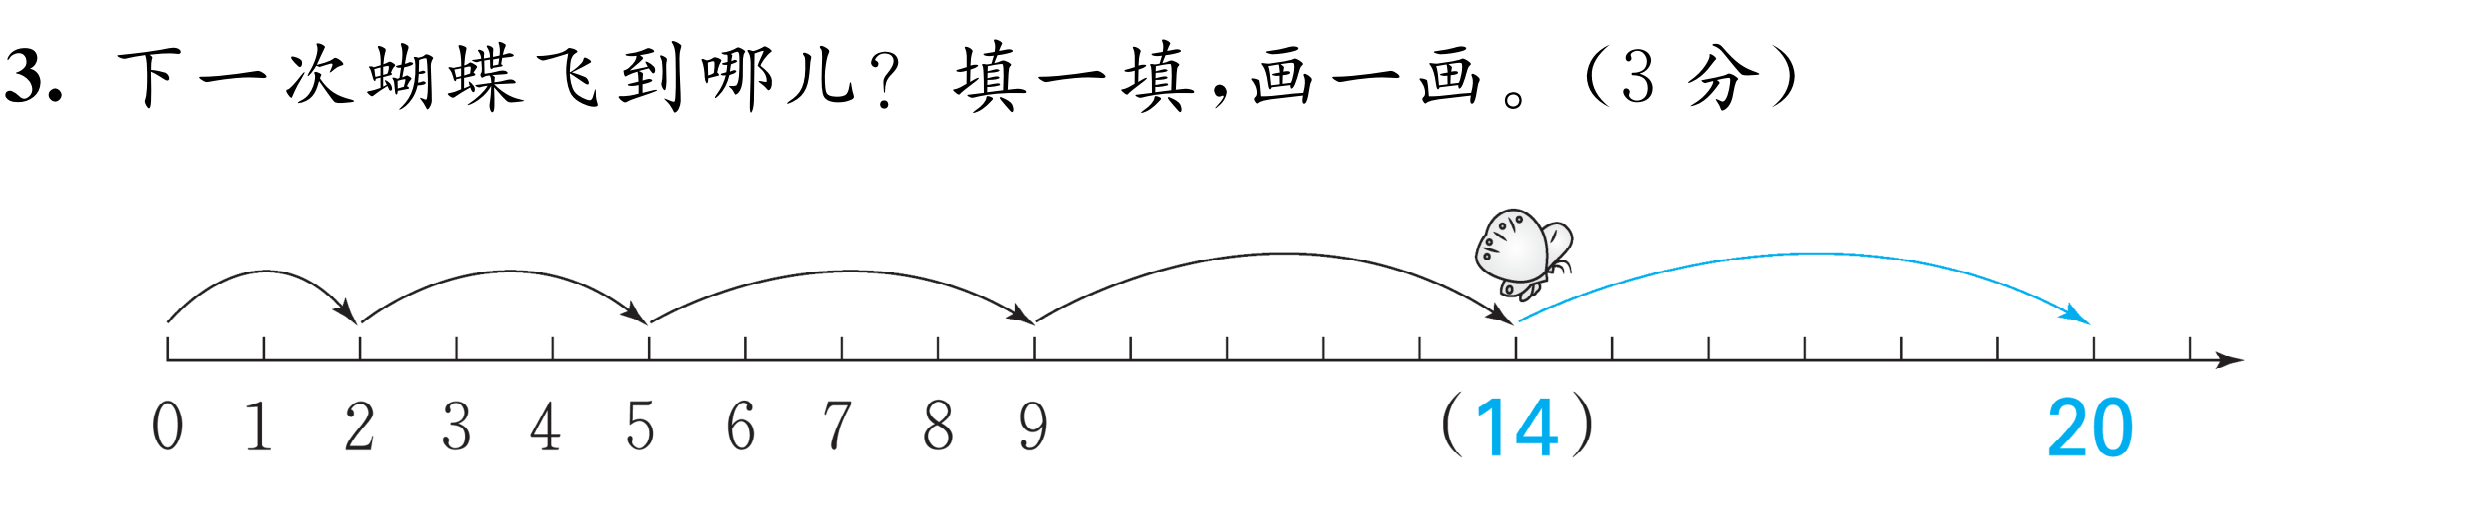 3. 下一次蝴蝶飞到哪儿？填一填，画一画。（3 分）
0 1 2 3 4 5 6 7 8 9 （14） 20